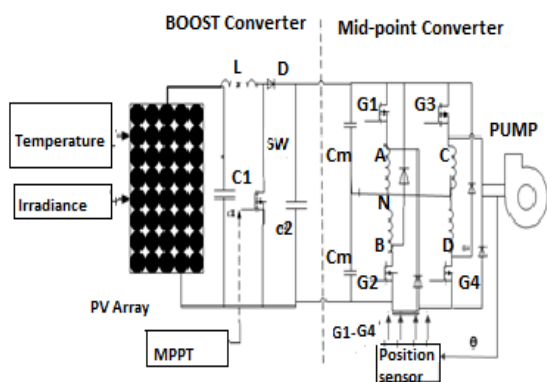 BOOST Converter
Mid-point Converter
L
D
G1
G3
PUMP
Temperature
SW
Cm
A
C
C1
Irradiance
N
c2
B
D
Cm
G2
G4
PV Array
G1-G4
MPPT
Position
sensor
θ